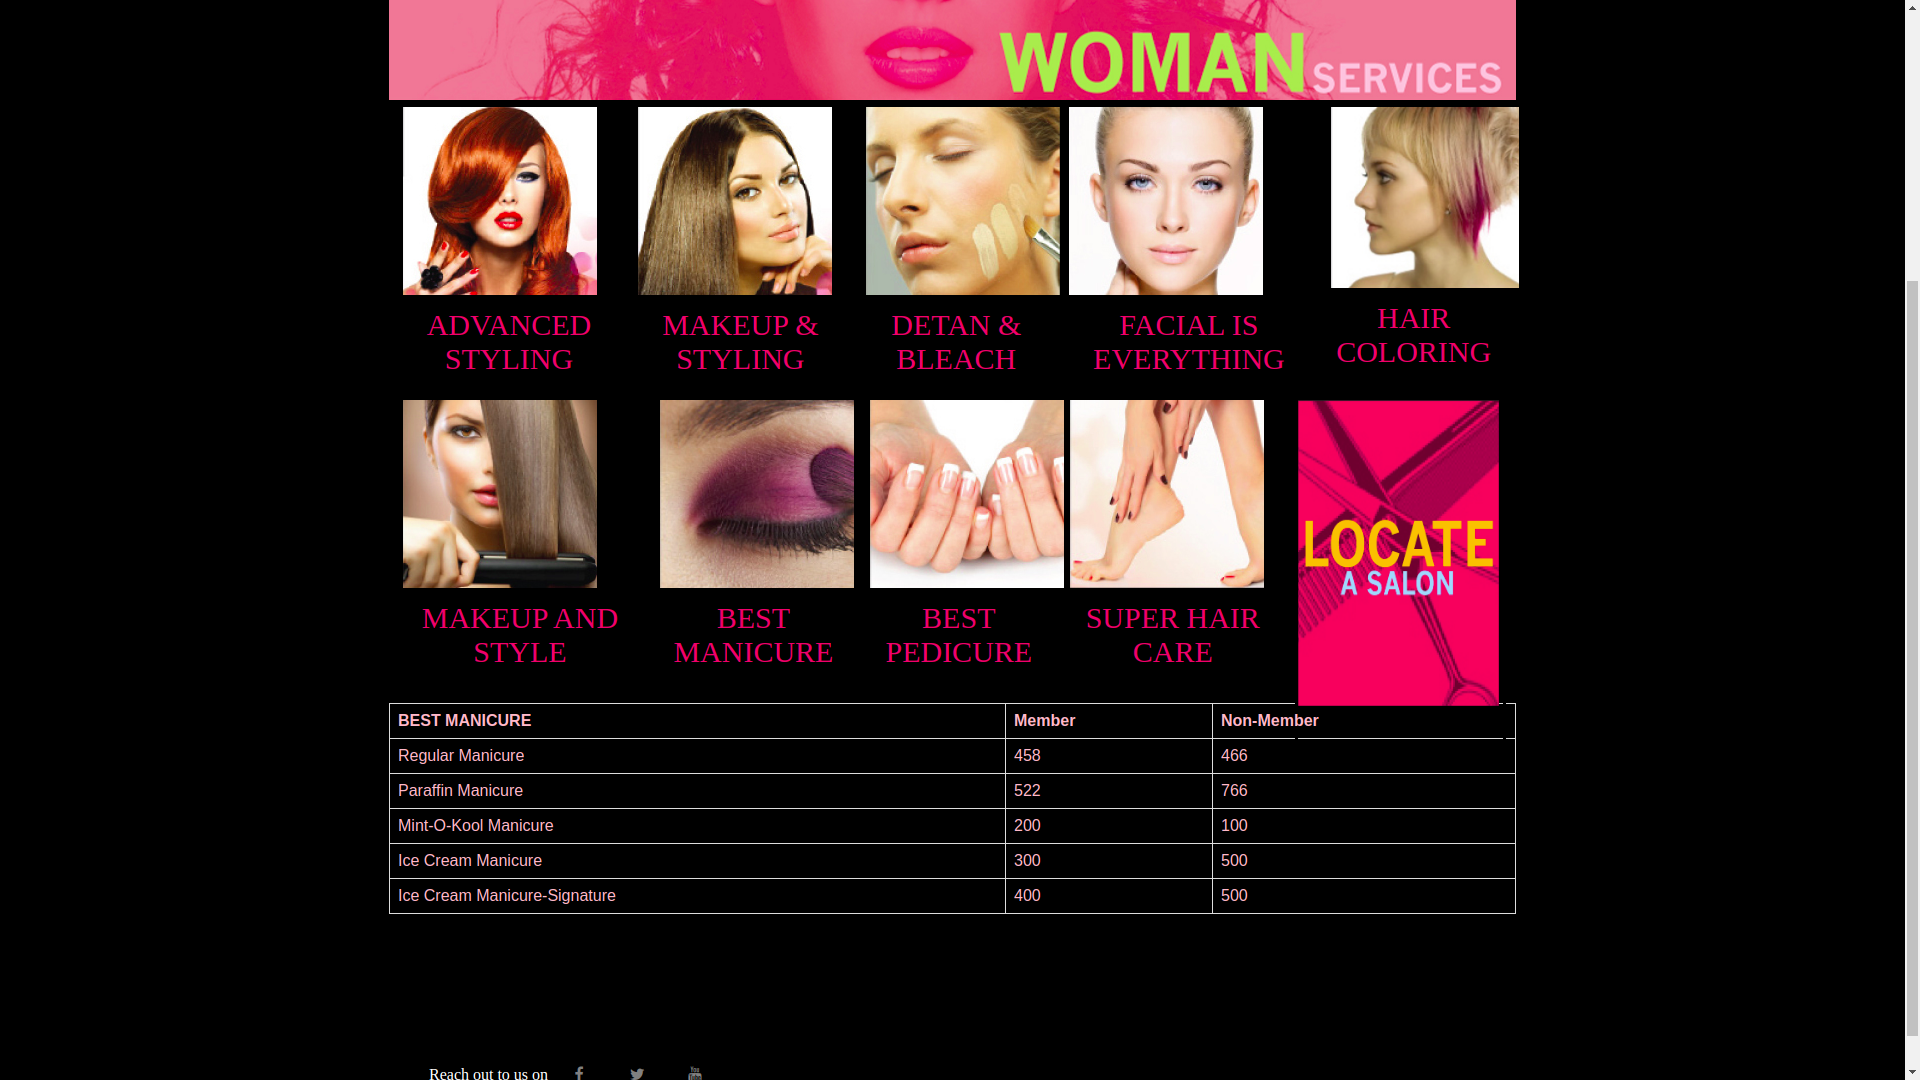 WOMAN SERVICES
ADVANCED
STYLING
MAKEUP &
STYLING
DETAN &
BLEACH
FACIAL IS
EVERYTHING
HAIR
COLORING
MAKEUP AND
STYLE
BEST
MANICURE
BEST
PEDICURE
SUPER HAIR
CARE
LOCATE
A SALON
BEST MANICURE Member Non-Member
Regular Manicure 458 466
Paraffin Manicure 522 766
Mint-O-Kool Manicure 200 100
Ice Cream Manicure 300 500
Ice Cream Manicure-Signature 400 500
Reach out to us on